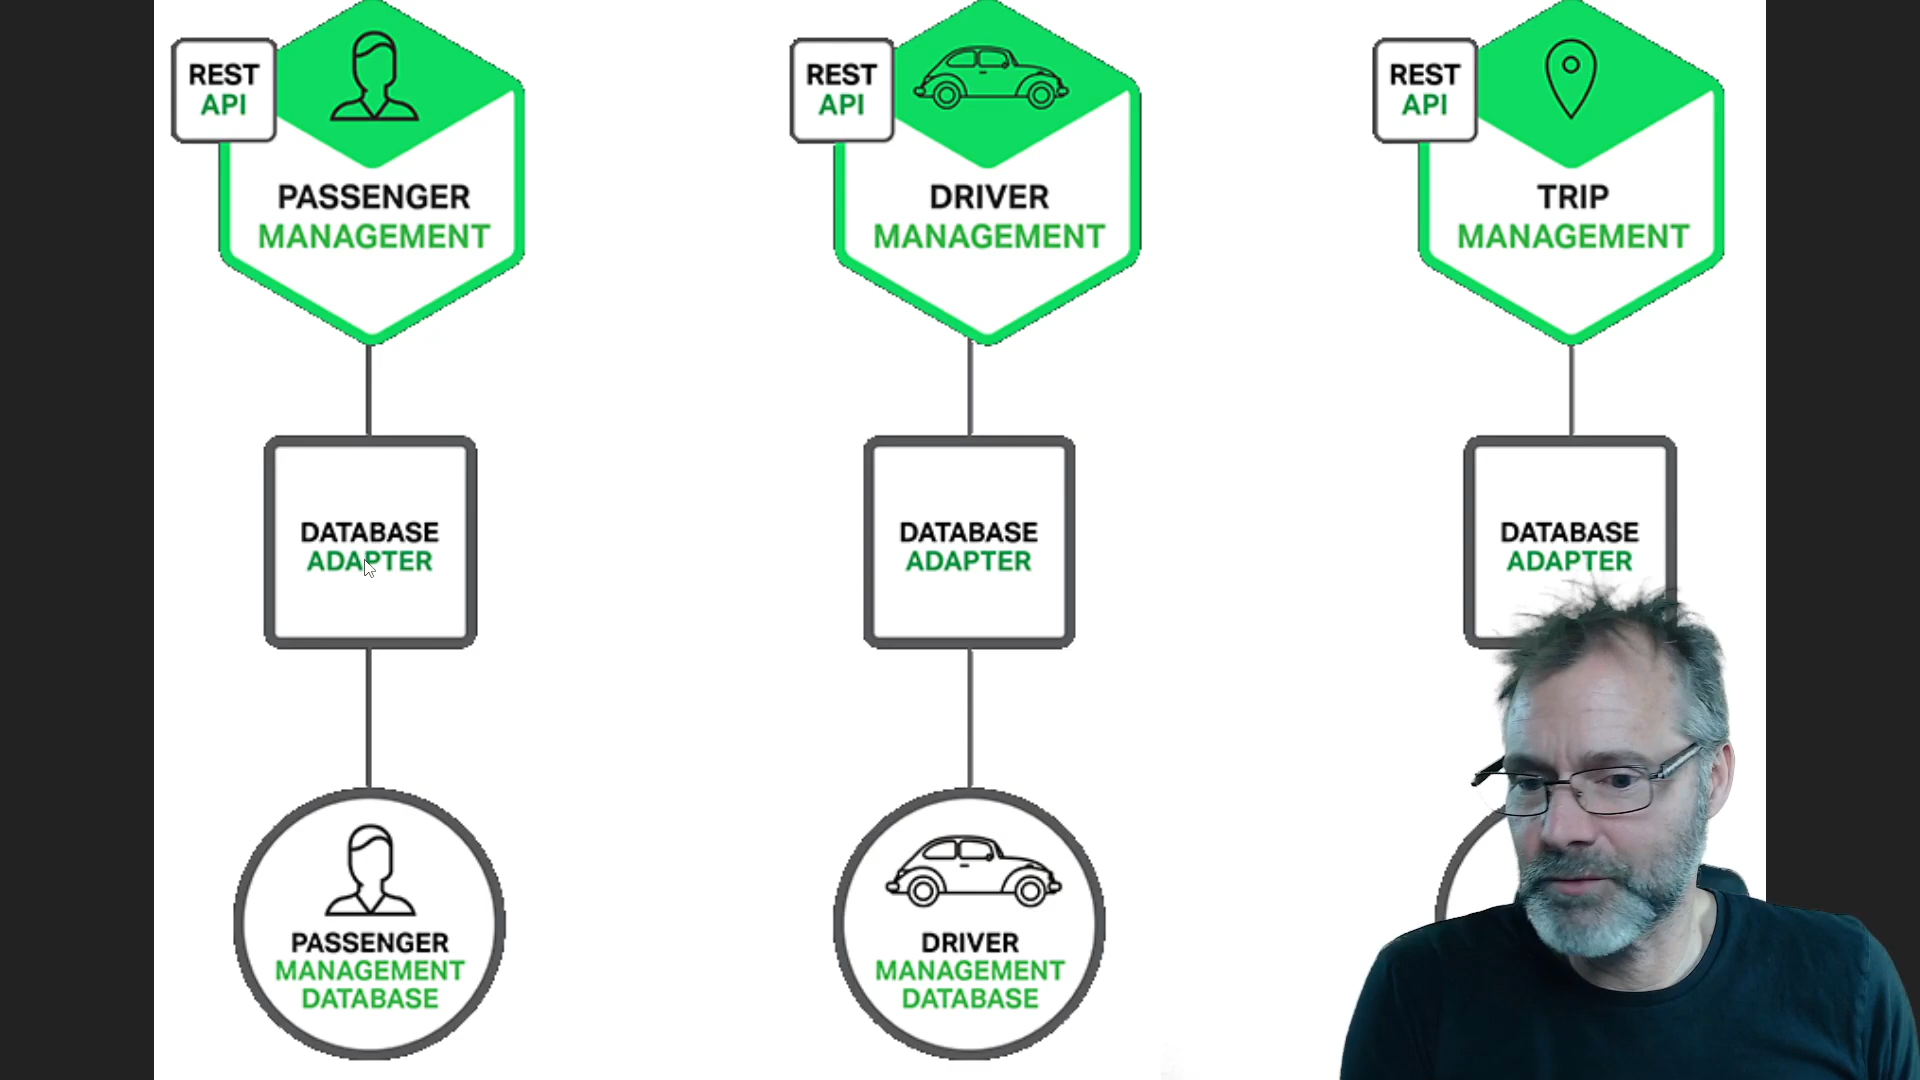 REST
API
PASSENGER
MANAGEMENT
REST
API
DRIVER
MANAGEMENT
REST
API
TRIP
MANAGEMENT
DATABASE
ADAPTER
DATABASE
ADAPTER
DATABASE
ADAPTER
PASSENGER
MANAGEMENT
DATABASE
DRIVER
MANAGEMENT
DATABASE